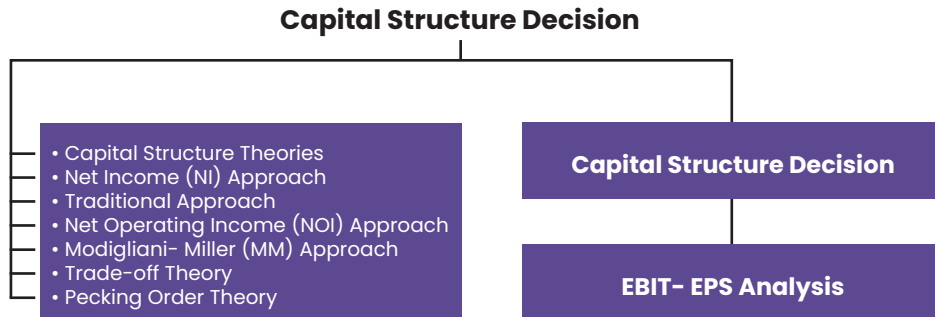 Capital Structure Decision
• Capital Structure Theories
• Net Income (NI) Approach
• Traditional Approach
• Net Operating Income (NOI) Approach
• Modigliani- Miller (MM) Approach
• Trade-off Theory
• Pecking Order Theory
Capital Structure Decision
EBIT- EPS Analysis